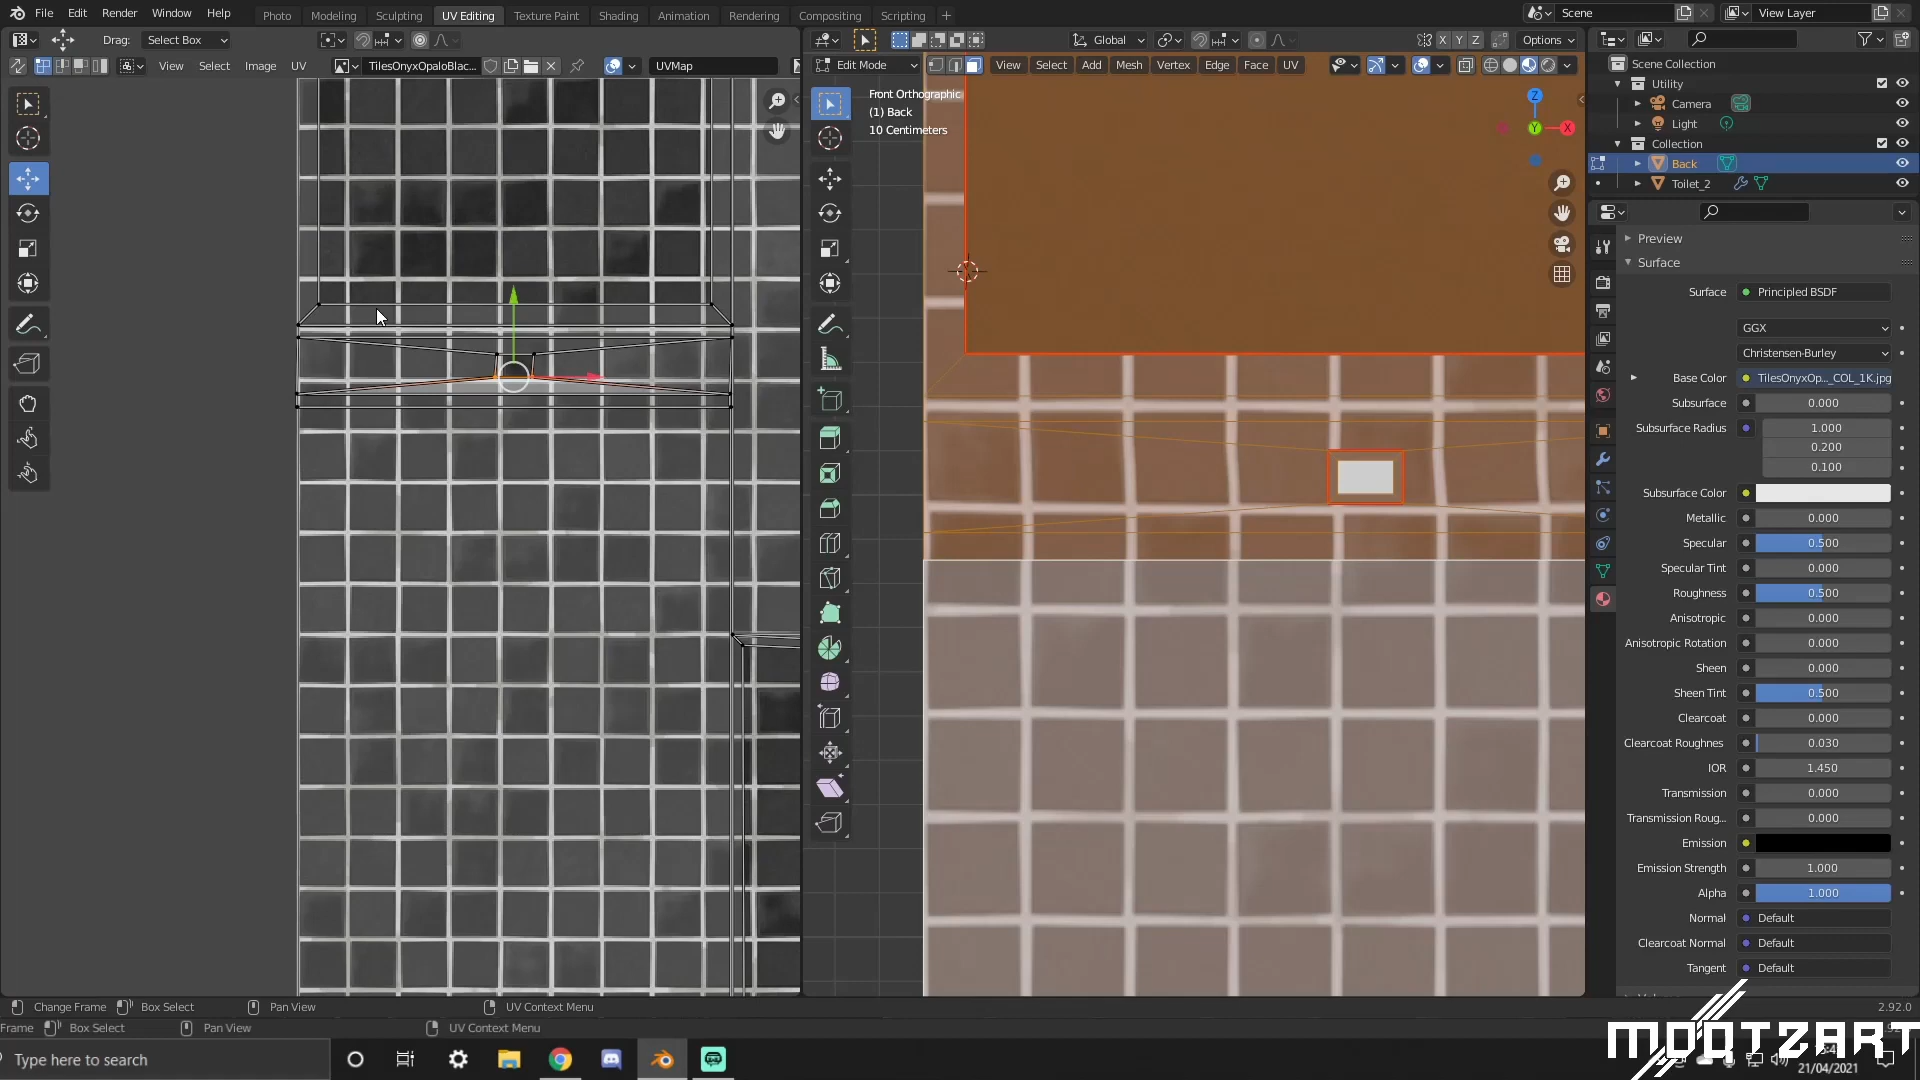 File Edit Render Window Help Photo Modeling Sculpting UV Editing Texture Paint Shading Animation Rendering Compositing Scripting + Scene View Layer
Drag: Select Box Global X Y Z Options
View Select Image UV TilesOnyxOpaloBlac... UVMap Edit Mode View Select Add Mesh Vertex Edge Face UV
Scene Collection
Utility
Camera
Light
Collection
Back
Toilet_2
Front Orthographic
(1) Back
10 Centimeters
Z
Y
X
Preview
Surface
Surface Principled BSDF
GGX
Christensen-Burley
Base Color TilesOnyxOp..._COL_1K.jpg
Subsurface 0.000
Subsurface Radius 1.000
0.200
0.100
Subsurface Color
Metallic 0.000
Specular 0.500
Specular Tint 0.000
Roughness 0.500
Anisotropic 0.000
Anisotropic Rotation 0.000
Sheen 0.000
Sheen Tint 0.500
Clearcoat 0.000
Clearcoat Roughnes 0.030
IOR 1.450
Transmission 0.000
Transmission Roug... 0.000
Emission
Emission Strength 1.000
Alpha 1.000
Normal Default
Clearcoat Normal Default
Tangent Default
Change Frame Box Select Pan View UV Context Menu 2.92.0
Frame Box Select Pan View UV Context Menu
MOOTZART
Type here to search
21/04/2021